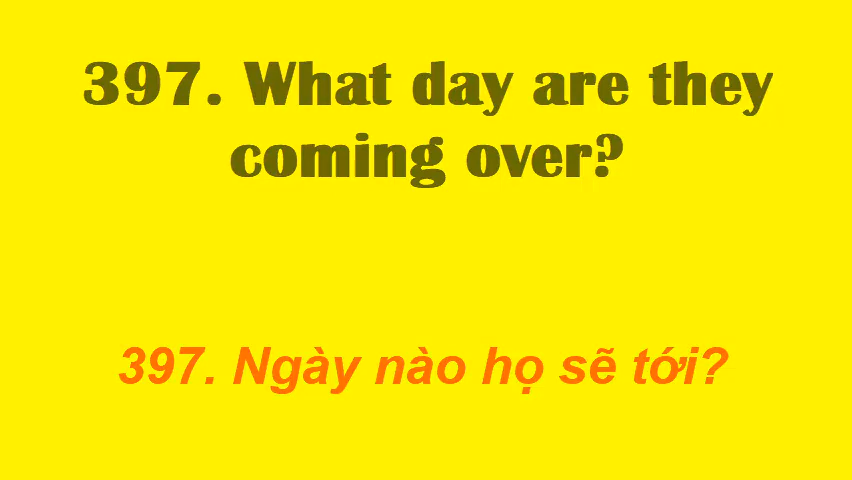 397. What day are they
coming over?
397. Ngày nào họ sẽ tới?